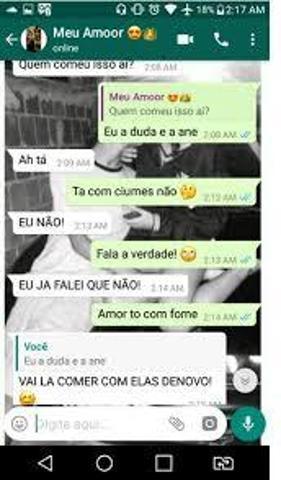 18% 2:17 AM
Meu Amoor
online
Quem comeu isso ai?
2:08 AM
Meu Amoor
Quem comeu isso ai?
Eu a duda e a ane 2:08 AM
Ah tá 2:09 AM
Ta com ciumes não 🤔 2:12 AM
EU NÃO! 2:13 AM
Fala a verdade! 🙄 2:13 AM
EU JA FALEI QUE NÃO! 2:14 AM
Amor to com fome 2:14 AM
Você
Eu a duda e a ane
VAI LA COMER COM ELAS DENOVO!
Digite aqui...